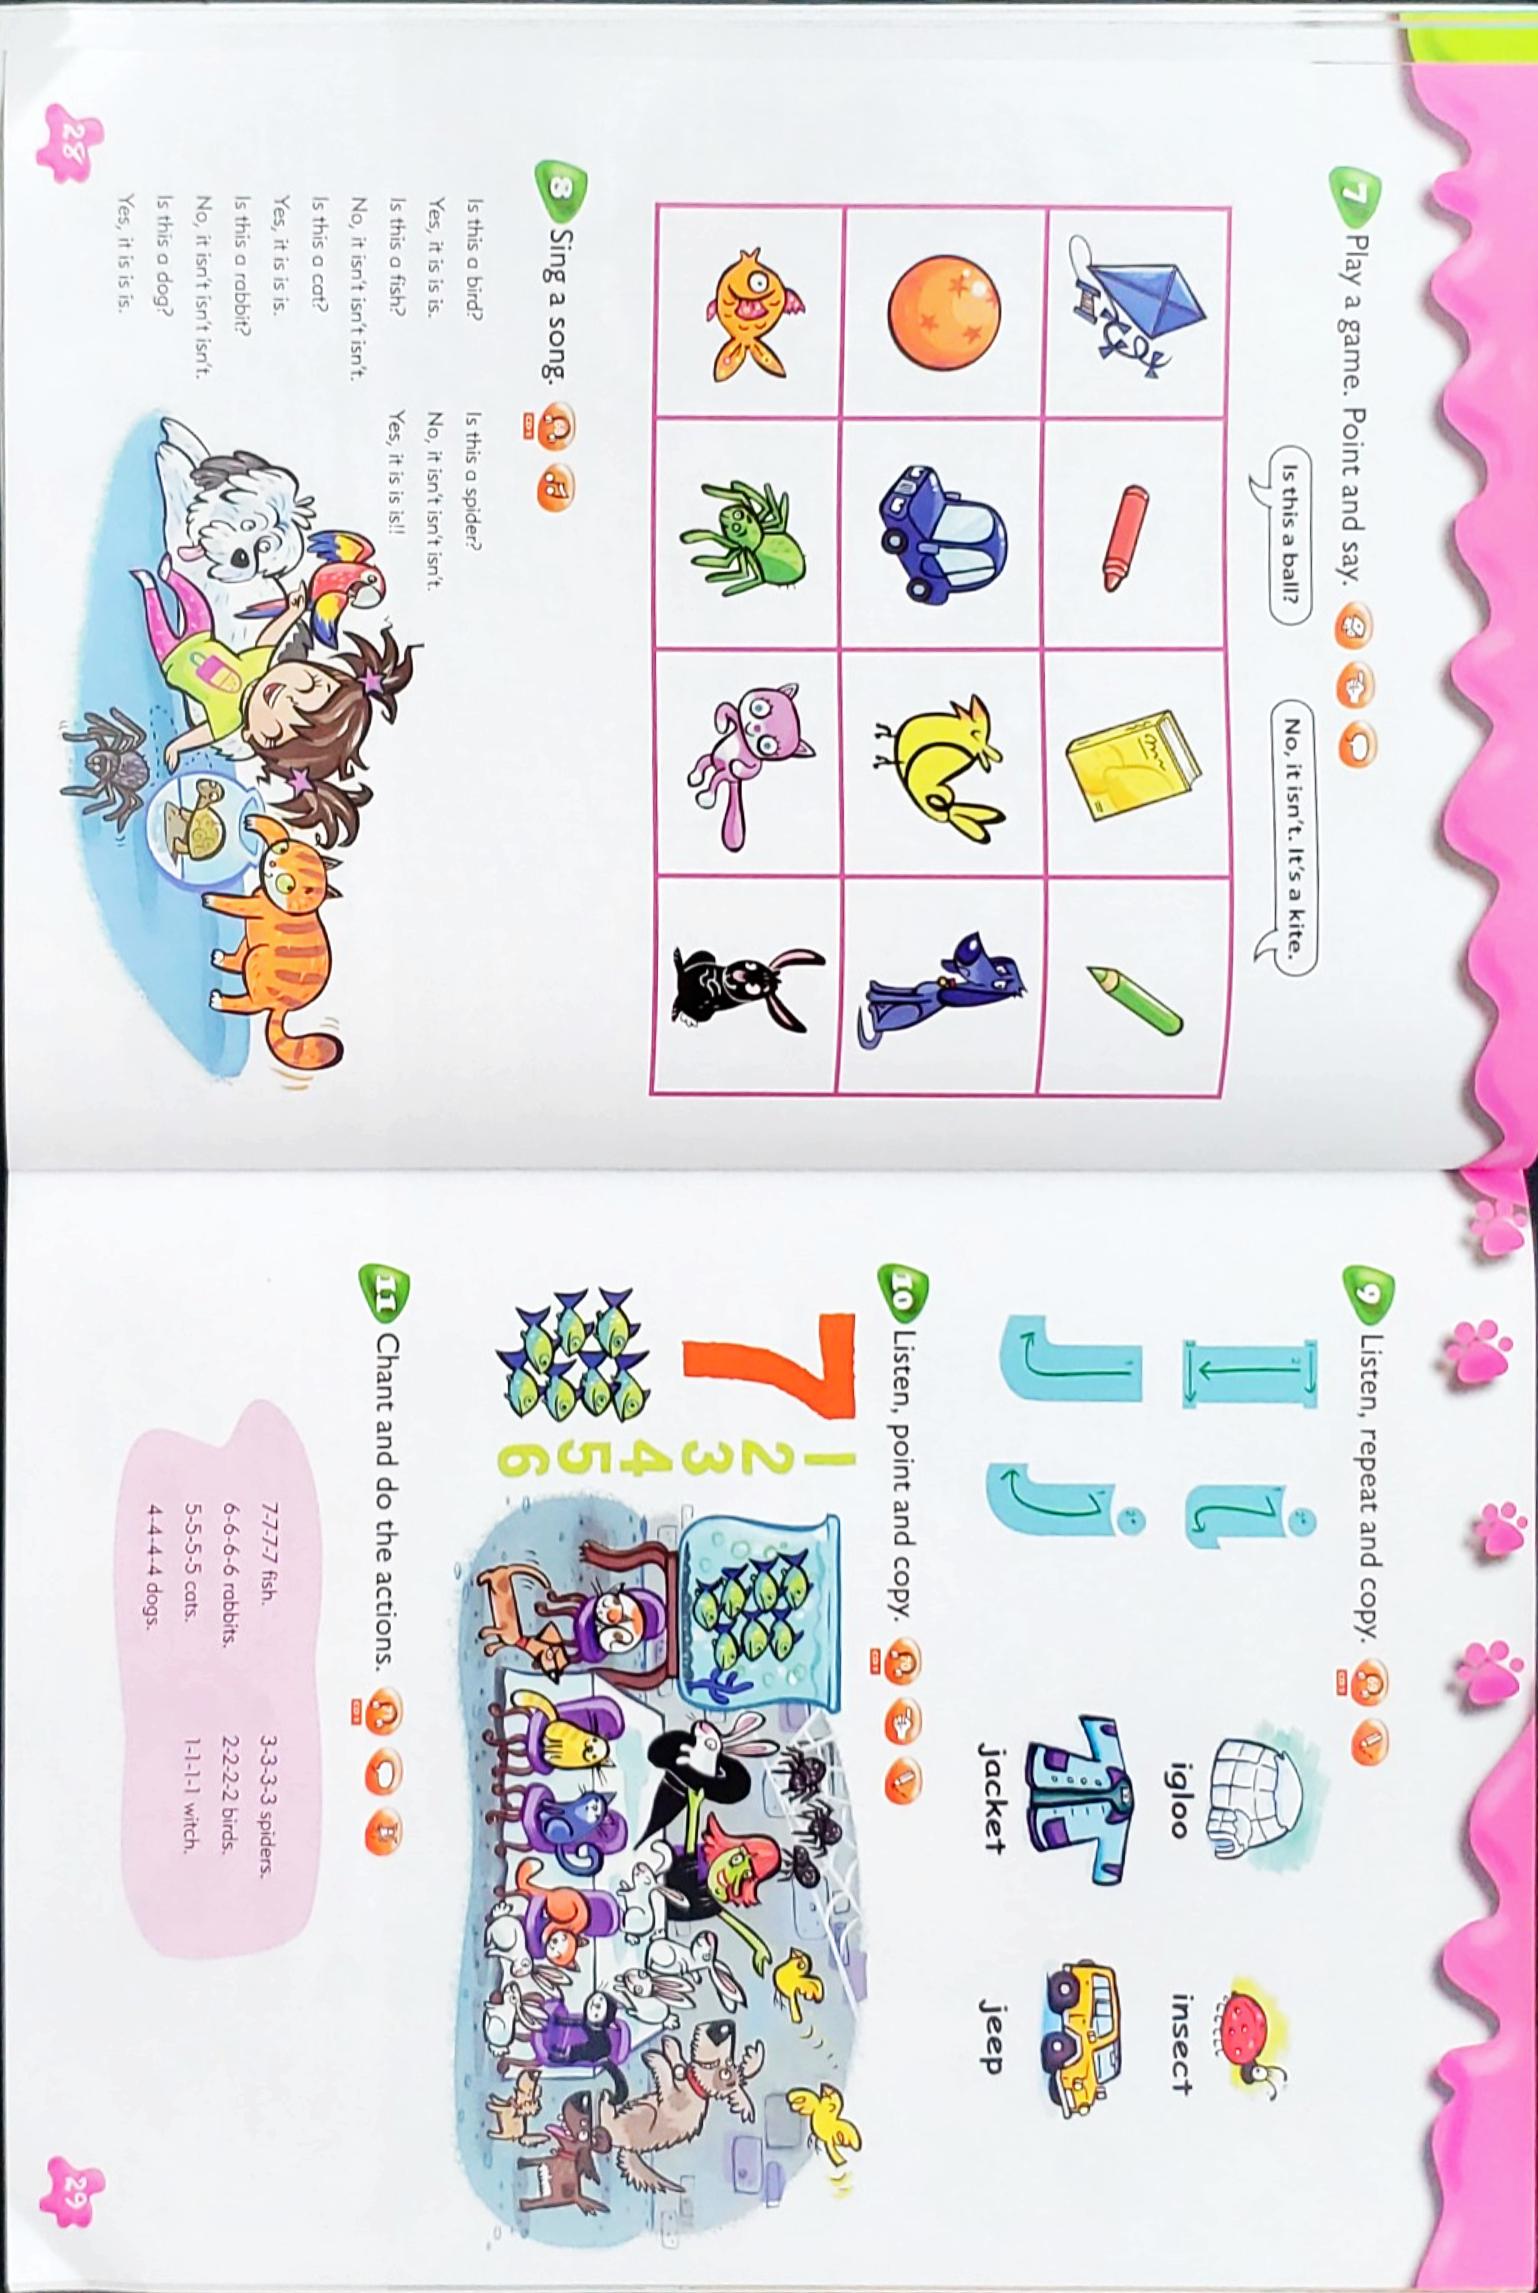 7 Play a game. Point and say.
Is this a ball?
No, it isn't. It's a kite.
8 Sing a song.
CD1
Is this a bird?
Yes, it is is is.
Is this a fish?
No, it isn't isn't isn't.
Is this a cat?
Yes, it is is is.
Is this a rabbit?
No, it isn't isn't isn't.
Is this a dog?
Yes, it is is is.
Is this a spider?
No, it isn't isn't isn't.
Yes, it is is is!!
28
9 Listen, repeat and copy.
CD1
I i
igloo
insect
J j
jacket
jeep
10 Listen, point and copy.
CD1
7
1
2
3
4
5
6
11 Chant and do the actions.
CD1
7-7-7-7 fish.
6-6-6-6 rabbits.
5-5-5-5 cats.
4-4-4-4 dogs.
3-3-3-3 spiders.
2-2-2-2 birds.
1-1-1-1 witch.
29